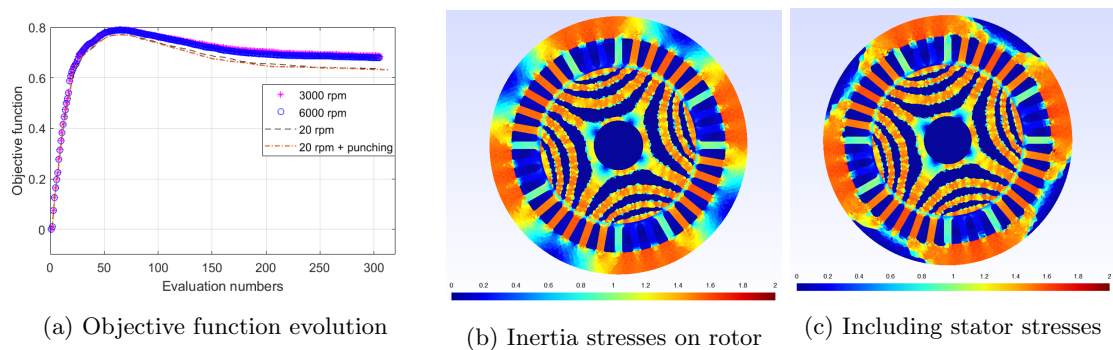 Objective function
0.8
0.6
0.4
0.2
0
3000 rpm
6000 rpm
20 rpm
20 rpm + punching
0 50 100 150 200 250 300
Evaluation numbers
(a) Objective function evolution
0 0.2 0.4 0.6 0.8 1 1.2 1.4 1.6 1.8 2
(b) Inertia stresses on rotor
0 0.2 0.4 0.6 0.8 1 1.2 1.4 1.6 1.8 2
(c) Including stator stresses